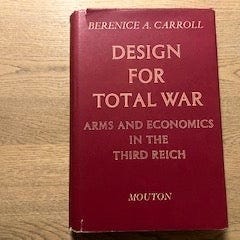 BERENICE A. CARROLL
DESIGN
FOR
TOTAL WAR
ARMS AND ECONOMICS
IN THE
THIRD REICH
MOUTON